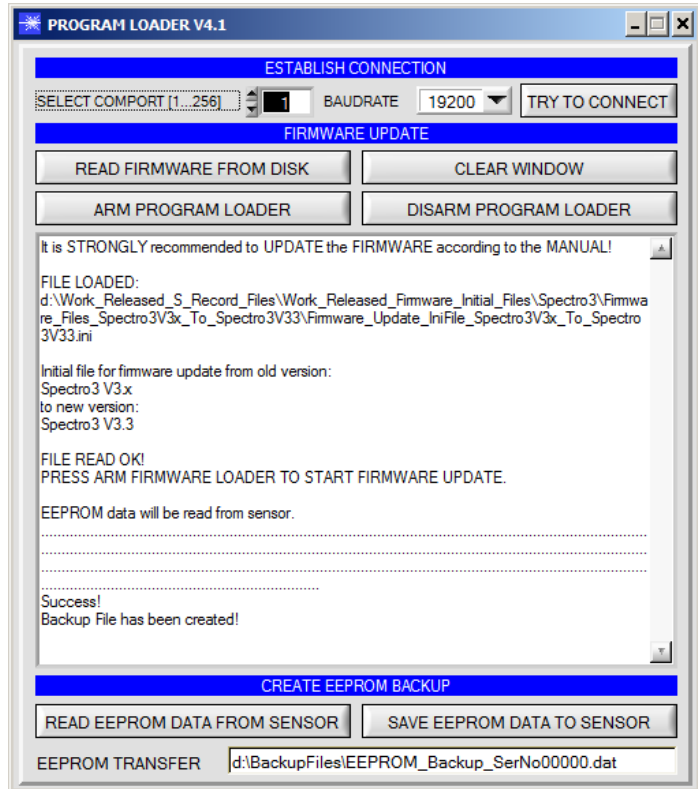 PROGRAM LOADER V4.1
ESTABLISH CONNECTION
SELECT COMPORT [1...256] 1 BAUDRATE 19200 TRY TO CONNECT
FIRMWARE UPDATE
READ FIRMWARE FROM DISK CLEAR WINDOW
ARM PROGRAM LOADER DISARM PROGRAM LOADER
It is STRONGLY recommended to UPDATE the FIRMWARE according to the MANUAL!
FILE LOADED:
d:\Work_Released_S_Record_Files\Work_Released_Firmware_Initial_Files\Spectro3\Firmwa
re_Files_Spectro3V3x_To_Spectro3V33\Firmware_Update_IniFile_Spectro3V3x_To_Spectro
3V33.ini
Initial file for firmware update from old version:
Spectro3 V3.x
to new version:
Spectro3 V3.3
FILE READ OK!
PRESS ARM FIRMWARE LOADER TO START FIRMWARE UPDATE.
EEPROM data will be read from sensor.
Success!
Backup File has been created!
CREATE EEPROM BACKUP
READ EEPROM DATA FROM SENSOR SAVE EEPROM DATA TO SENSOR
EEPROM TRANSFER d:\BackupFiles\EEPROM_Backup_SerNo00000.dat